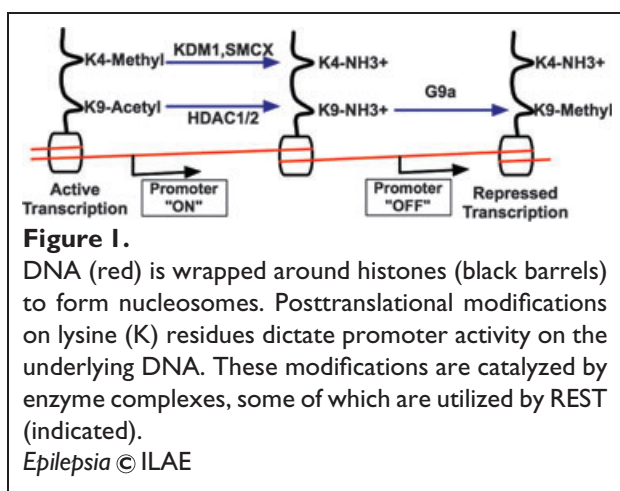 K4-Methyl KDM1,SMCX K4-NH3+ K4-NH3+
K9-Acetyl HDAC1/2 K9-NH3+ G9a K9-Methyl
Active Transcription Promoter "ON" Promoter "OFF" Repressed Transcription
Figure 1.
DNA (red) is wrapped around histones (black barrels)
to form nucleosomes. Posttranslational modifications
on lysine (K) residues dictate promoter activity on the
underlying DNA. These modifications are catalyzed by
enzyme complexes, some of which are utilized by REST
(indicated).
Epilepsia © ILAE